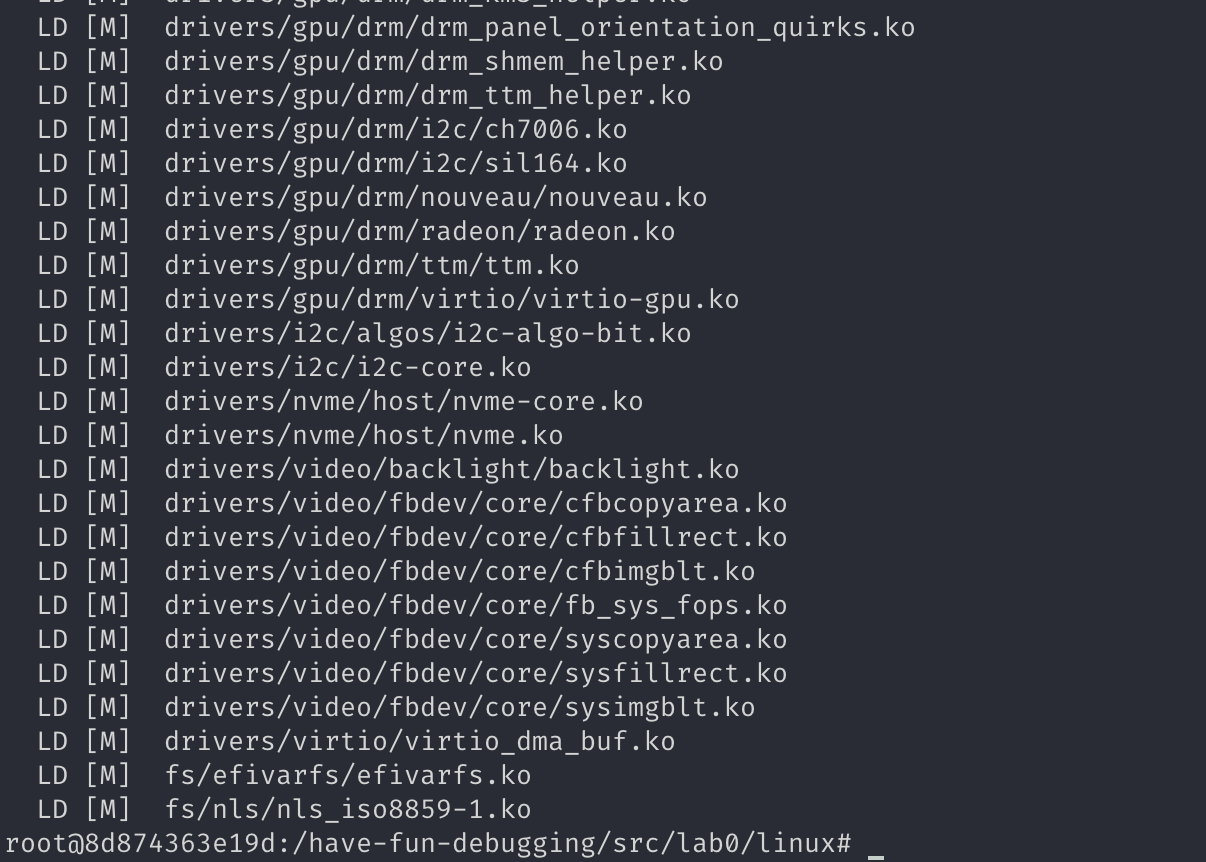 LD [M]  drivers/gpu/drm/drm_kms_helper.ko
LD [M]  drivers/gpu/drm/drm_panel_orientation_quirks.ko
LD [M]  drivers/gpu/drm/drm_shmem_helper.ko
LD [M]  drivers/gpu/drm/drm_ttm_helper.ko
LD [M]  drivers/gpu/drm/i2c/ch7006.ko
LD [M]  drivers/gpu/drm/i2c/sil164.ko
LD [M]  drivers/gpu/drm/nouveau/nouveau.ko
LD [M]  drivers/gpu/drm/radeon/radeon.ko
LD [M]  drivers/gpu/drm/ttm/ttm.ko
LD [M]  drivers/gpu/drm/virtio/virtio-gpu.ko
LD [M]  drivers/i2c/algos/i2c-algo-bit.ko
LD [M]  drivers/i2c/i2c-core.ko
LD [M]  drivers/nvme/host/nvme-core.ko
LD [M]  drivers/nvme/host/nvme.ko
LD [M]  drivers/video/backlight/backlight.ko
LD [M]  drivers/video/fbdev/core/cfbcopyarea.ko
LD [M]  drivers/video/fbdev/core/cfbfillrect.ko
LD [M]  drivers/video/fbdev/core/cfbimgblt.ko
LD [M]  drivers/video/fbdev/core/fb_sys_fops.ko
LD [M]  drivers/video/fbdev/core/syscopyarea.ko
LD [M]  drivers/video/fbdev/core/sysfillrect.ko
LD [M]  drivers/video/fbdev/core/sysimgblt.ko
LD [M]  drivers/virtio/virtio_dma_buf.ko
LD [M]  fs/efivarfs/efivarfs.ko
LD [M]  fs/nls/nls_iso8859-1.ko
root@8d874363e19d:/have-fun-debugging/src/lab0/linux#